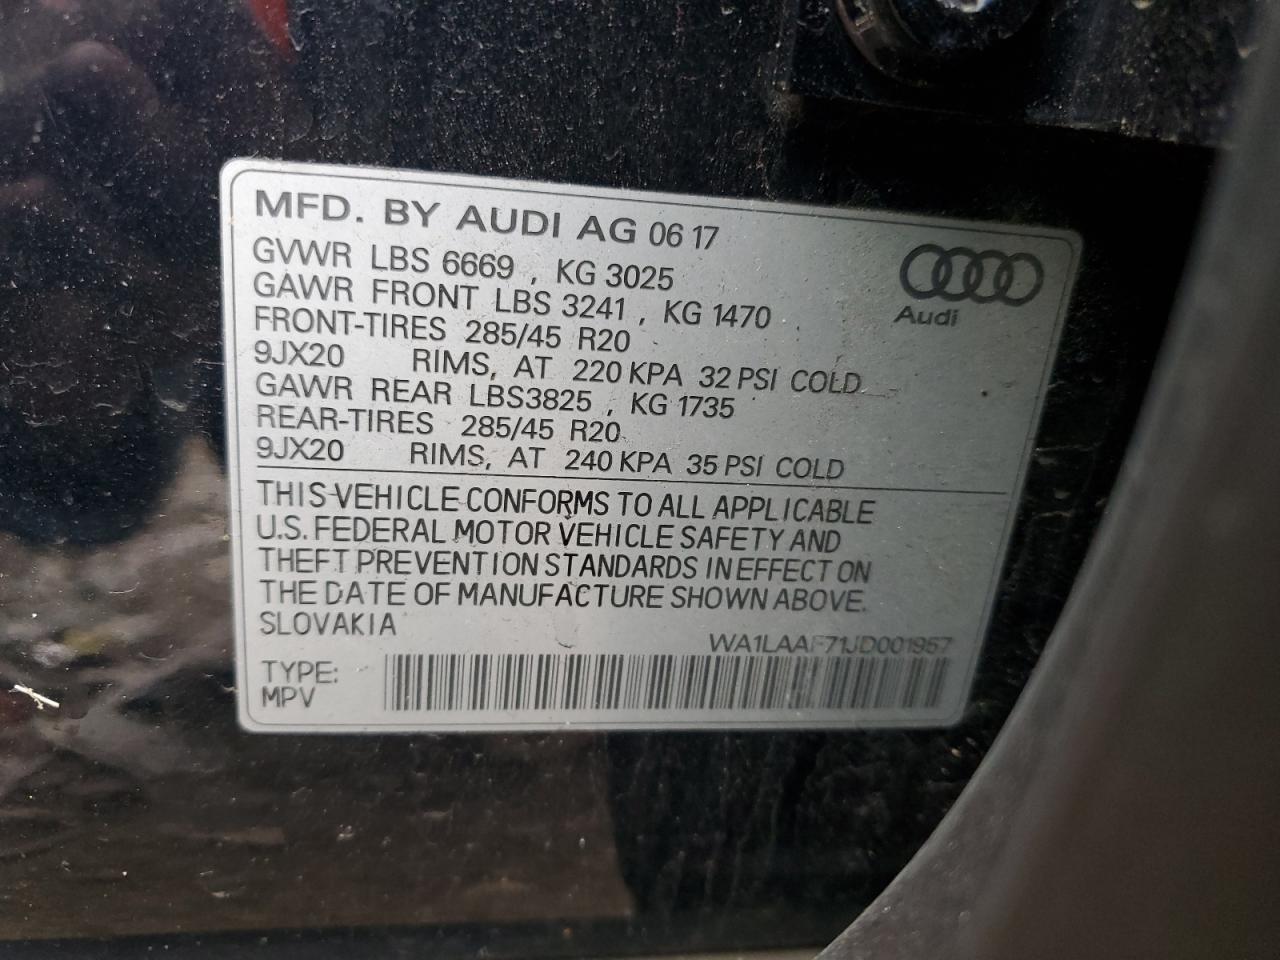 MFD. BY AUDI AG 06 17
GVWR LBS 6669 , KG 3025
GAWR FRONT LBS 3241 , KG 1470
FRONT-TIRES 285/45 R20
9JX20 RIMS, AT 220 KPA 32 PSI COLD
GAWR REAR LBS3825 , KG 1735
REAR-TIRES 285/45 R20
9JX20 RIMS, AT 240 KPA 35 PSI COLD
Audi
THIS VEHICLE CONFORMS TO ALL APPLICABLE
U.S. FEDERAL MOTOR VEHICLE SAFETY AND
THEFT PREVENTION STANDARDS IN EFFECT ON
THE DATE OF MANUFACTURE SHOWN ABOVE.
SLOVAKIA
WA1LAAF71JD001957
TYPE:
MPV